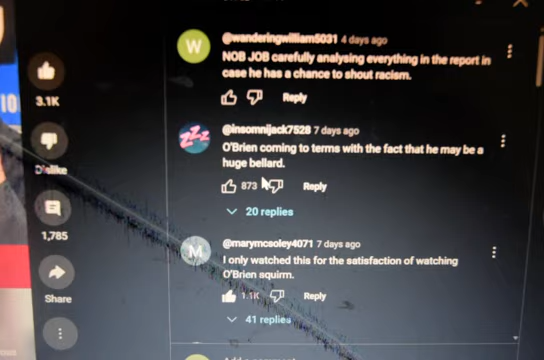 @wanderingwilliam5031 4 days ago
NOB JOB carefully analysing everything in the report in
case he has a chance to shout racism.
Reply
3.1K
@insomnijack7528 7 days ago
O'Brien coming to terms with the fact that he may be a
huge bellard.
Dislike
873 Reply
20 replies
1,785
@marymcsoley4071 7 days ago
I only watched this for the satisfaction of watching
O'Brien squirm.
Share
1.1K Reply
41 replies